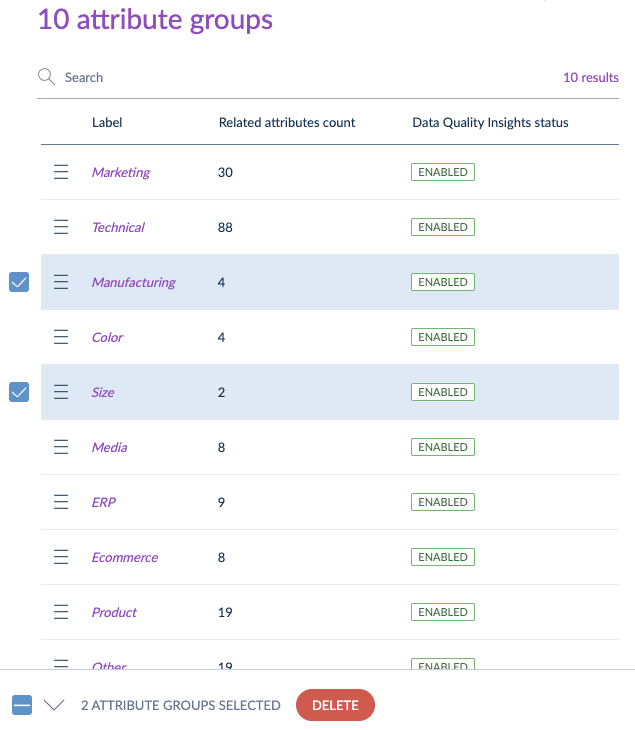 10 attribute groups
Search 10 results
Label Related attributes count Data Quality Insights status
Marketing 30 ENABLED
Technical 88 ENABLED
Manufacturing 4 ENABLED
Color 4 ENABLED
Size 2 ENABLED
Media 8 ENABLED
ERP 9 ENABLED
Ecommerce 8 ENABLED
Product 19 ENABLED
Other 19 ENABLED
2 ATTRIBUTE GROUPS SELECTED DELETE